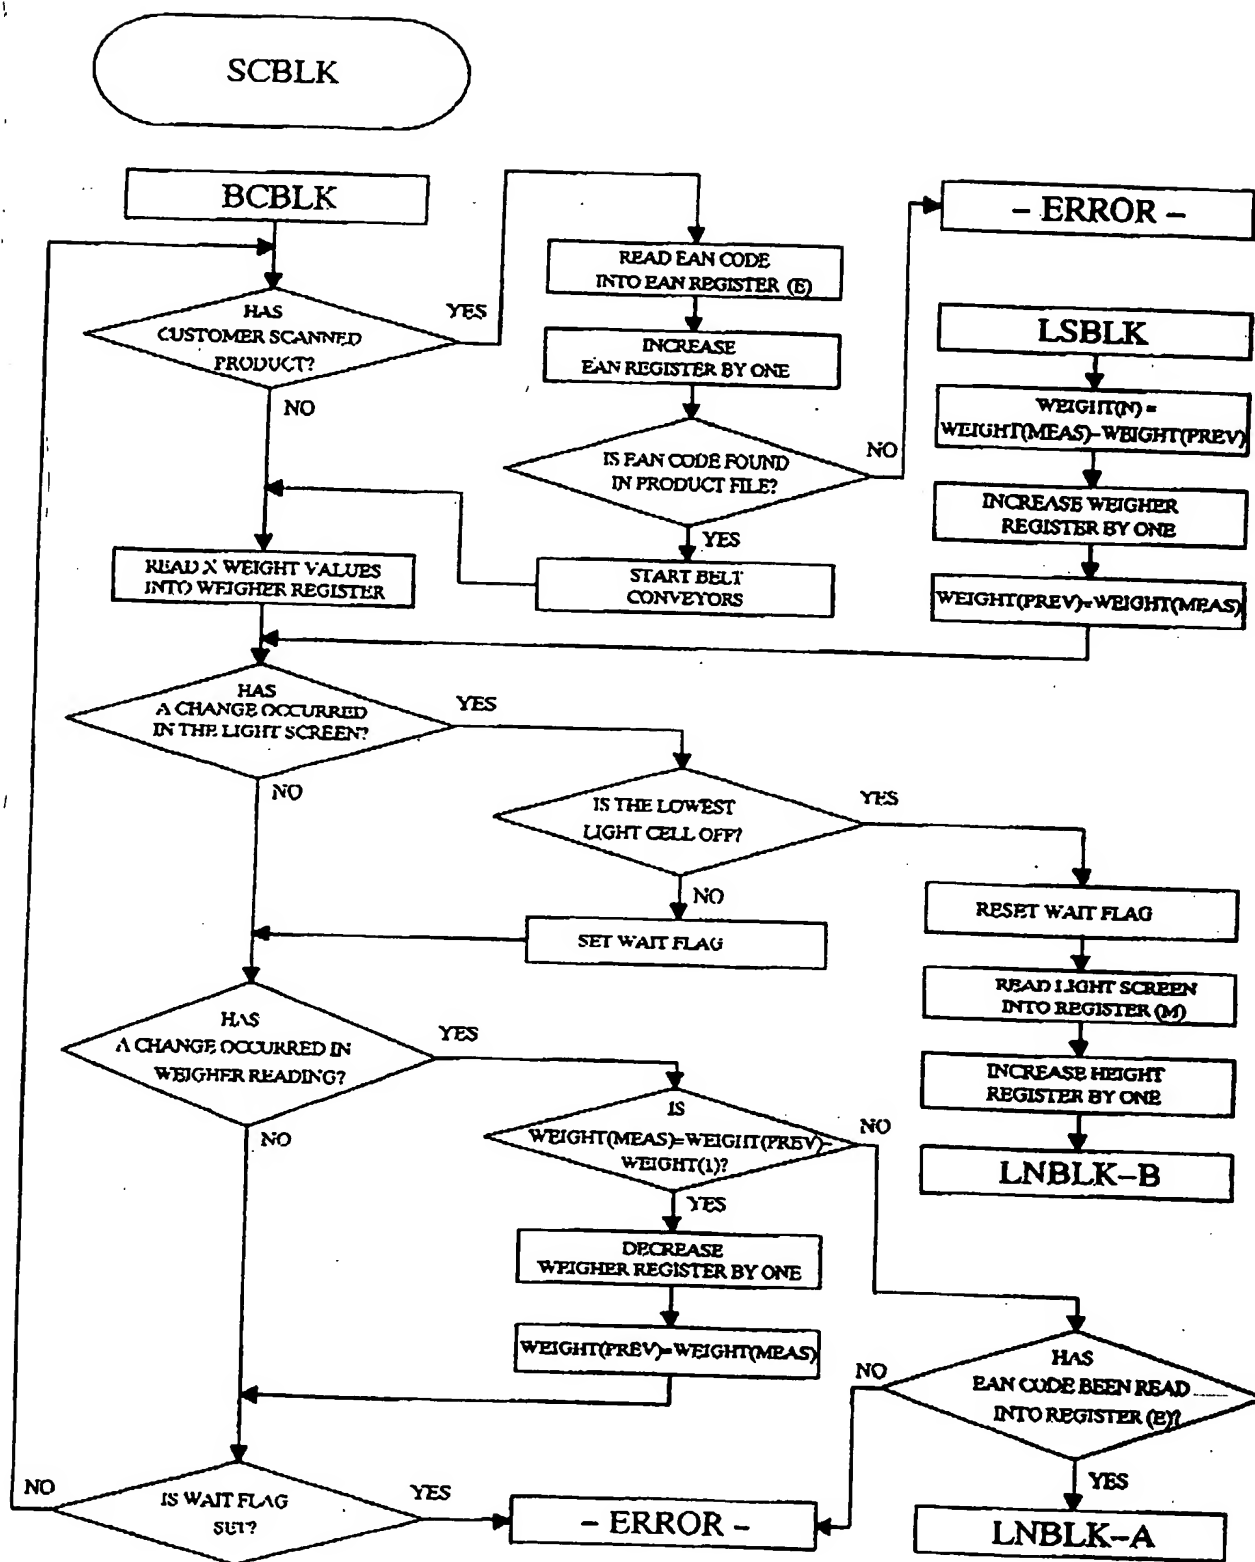 SCBLK
BCBLK
HAS
CUSTOMER SCANNED
PRODUCT?
YES
NO
READ EAN CODE
INTO EAN REGISTER (E)
INCREASE
EAN REGISTER BY ONE
IS EAN CODE FOUND
IN PRODUCT FILE?
NO
YES
START BELT
CONVEYORS
- ERROR -
LSBLK
WEIGHT(N) =
WEIGHT(MEAS)-WEIGHT(PREV)
INCREASE WEIGHER
REGISTER BY ONE
WEIGHT(PREV)=WEIGHT(MEAS)
READ X WEIGHT VALUES
INTO WEIGHER REGISTER
HAS
A CHANGE OCCURRED
IN THE LIGHT SCREEN?
YES
NO
IS THE LOWEST
LIGHT CELL OFF?
YES
NO
SET WAIT FLAG
RESET WAIT FLAG
READ LIGHT SCREEN
INTO REGISTER (M)
INCREASE HEIGHT
REGISTER BY ONE
LNBLK-B
HAS
A CHANGE OCCURRED IN
WEIGHER READING?
YES
NO
IS
WEIGHT(MEAS)=WEIGHT(PREV)-
WEIGHT(1)?
NO
YES
DECREASE
WEIGHER REGISTER BY ONE
WEIGHT(PREV)=WEIGHT(MEAS)
HAS
EAN CODE BEEN READ
INTO REGISTER (E)?
NO
YES
LNBLK-A
IS WAIT FLAG
SET?
NO
YES
- ERROR -